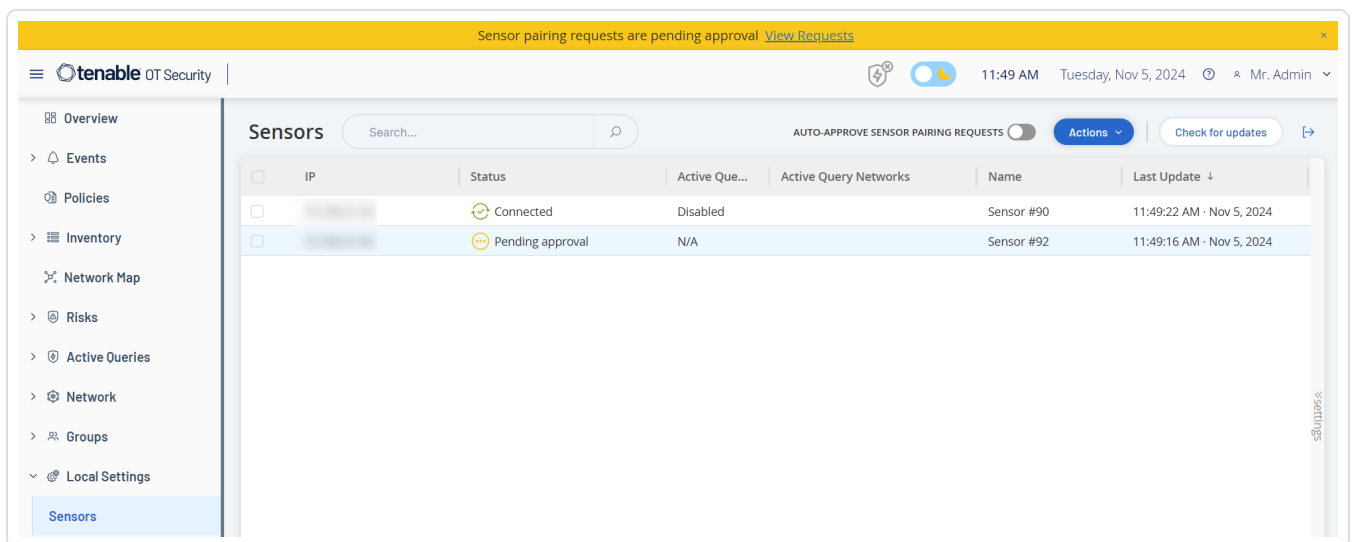 Sensor pairing requests are pending approval View Requests ×
tenable OT Security 11:49 AM Tuesday, Nov 5, 2024 Mr. Admin
Overview
Events
Policies
Inventory
Network Map
Risks
Active Queries
Network
Groups
Local Settings
Sensors
Sensors Search... AUTO-APPROVE SENSOR PAIRING REQUESTS Actions Check for updates
IP Status Active Que... Active Query Networks Name Last Update ↓
Connected Disabled Sensor #90 11:49:22 AM · Nov 5, 2024
Pending approval N/A Sensor #92 11:49:16 AM · Nov 5, 2024
«settings